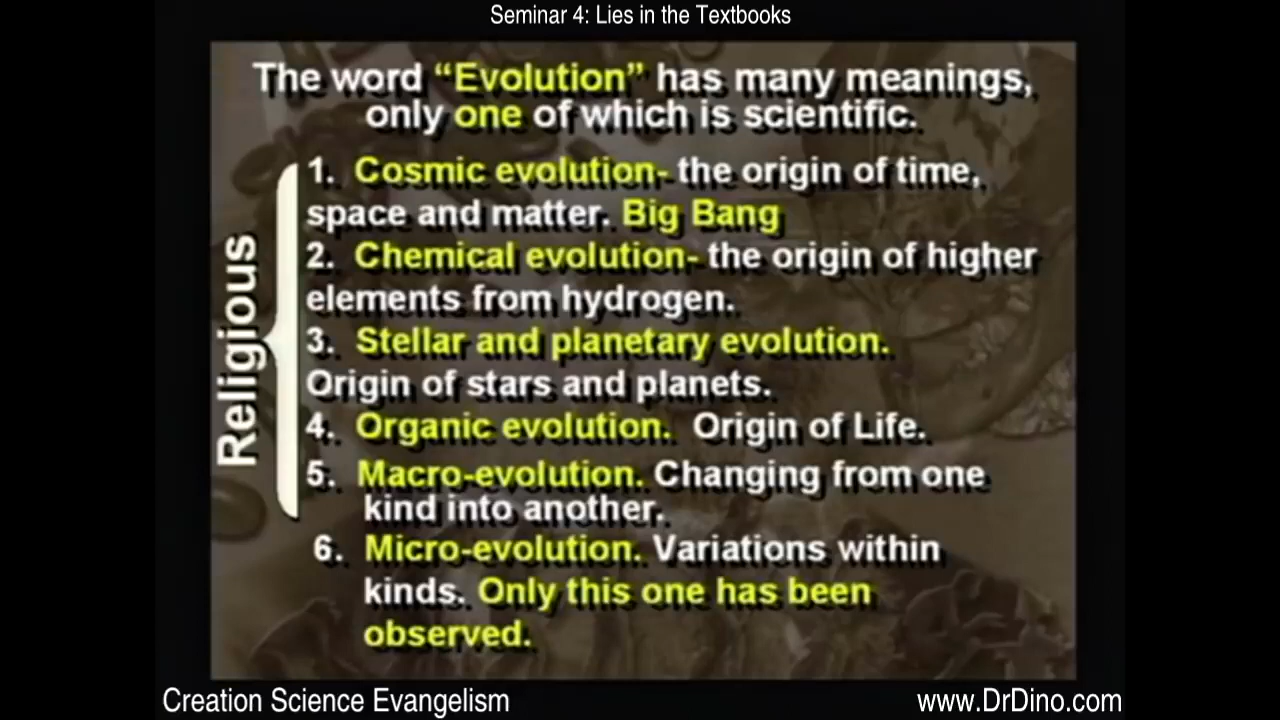 Seminar 4: Lies in the Textbooks
The word “Evolution” has many meanings,
only one of which is scientific.
Religious
1. Cosmic evolution- the origin of time,
space and matter. Big Bang
2. Chemical evolution- the origin of higher
elements from hydrogen.
3. Stellar and planetary evolution.
Origin of stars and planets.
4. Organic evolution. Origin of Life.
5. Macro-evolution. Changing from one
kind into another.
6. Micro-evolution. Variations within
kinds. Only this one has been
observed.
Creation Science Evangelism
www.DrDino.com